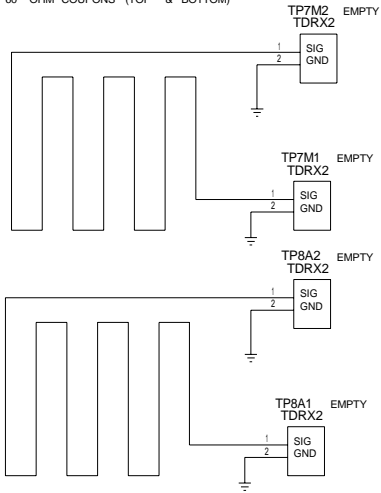 OHM COUPONS (TOP & BOTTOM)
TP7M2 EMPTY
TDRX2
1 SIG
2 GND
TP7M1 EMPTY
TDRX2
1 SIG
2 GND
TP8A2 EMPTY
TDRX2
1 SIG
2 GND
TP8A1 EMPTY
TDRX2
1 SIG
2 GND